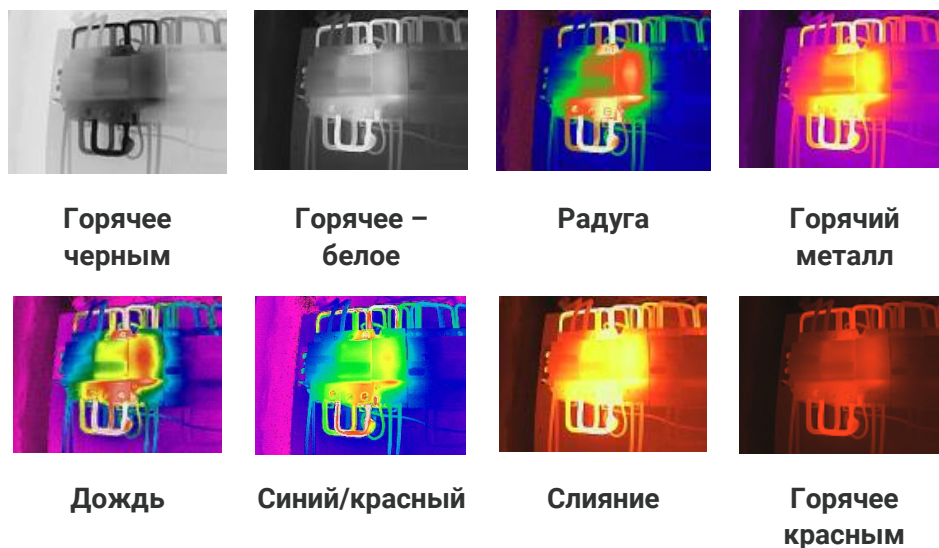 Горячее
черным
Горячее –
белое
Радуга
Горячий
металл
Дождь
Синий/красный
Слияние
Горячее
красным